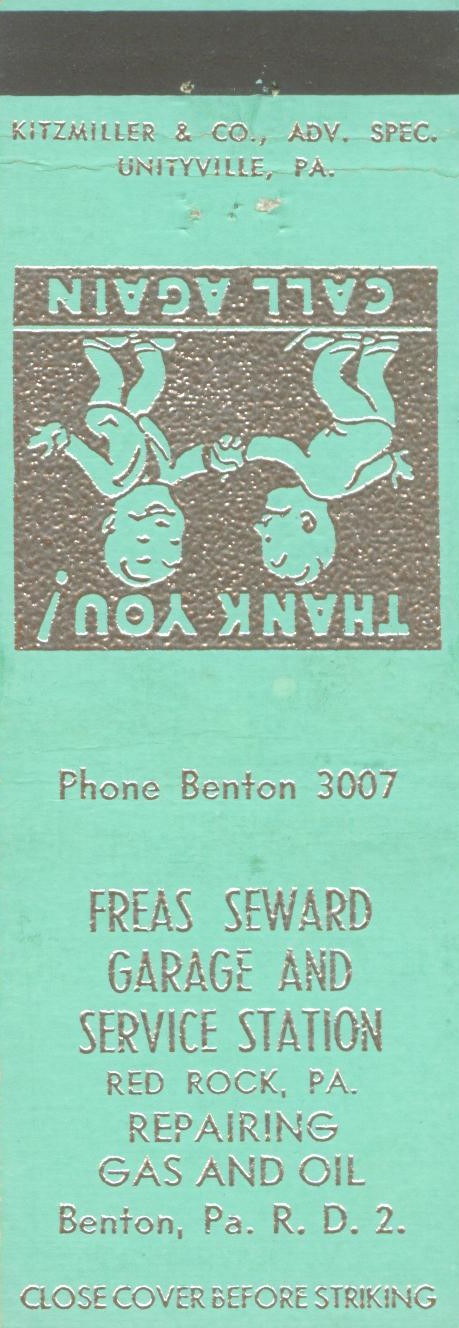 KITZMILLER & CO., ADV. SPEC.
UNITYVILLE, PA.
THANK YOU!
CALL AGAIN
Phone Benton 3007
FREAS SEWARD
GARAGE AND
SERVICE STATION
RED ROCK, PA.
REPAIRING
GAS AND OIL
Benton, Pa. R. D. 2.
CLOSE COVER BEFORE STRIKING